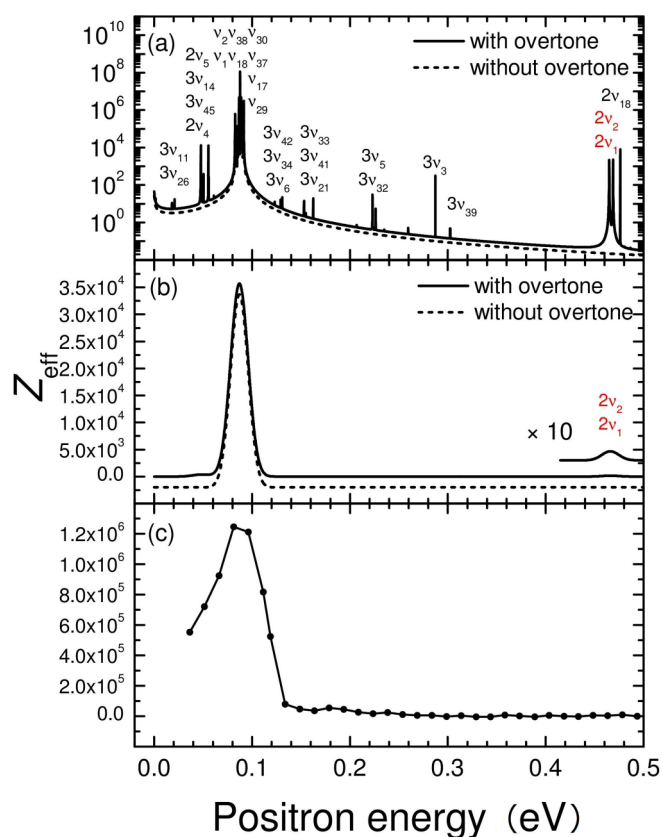 10^10
10^8
10^6
10^4
10^2
10^0
(a)
ν2ν38ν30
2ν5 ν1ν18ν37
3ν14 ν17
3ν45 ν29
2ν4
3ν11
3ν26
3ν42 3ν33
3ν34 3ν41
3ν6 3ν21
3ν5
3ν32
3ν3
3ν39
2ν18
2ν2
2ν1
with overtone
without overtone
(b)
3.5x10^4
3.0x10^4
2.5x10^4
2.0x10^4
1.5x10^4
1.0x10^4
5.0x10^3
0.0
with overtone
without overtone
× 10
2ν2
2ν1
Zeff
(c)
1.2x10^6
1.0x10^6
8.0x10^5
6.0x10^5
4.0x10^5
2.0x10^5
0.0
0.0 0.1 0.2 0.3 0.4 0.5
Positron energy (eV)